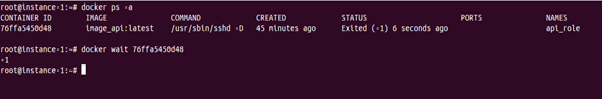 root@instance-1:~# docker ps -a
CONTAINER ID IMAGE COMMAND CREATED STATUS PORTS NAMES
76ffa5450d48 image_api:latest /usr/sbin/sshd -D 45 minutes ago Exited (-1) 6 seconds ago api_role
root@instance-1:~# docker wait 76ffa5450d48
-1
root@instance-1:~#